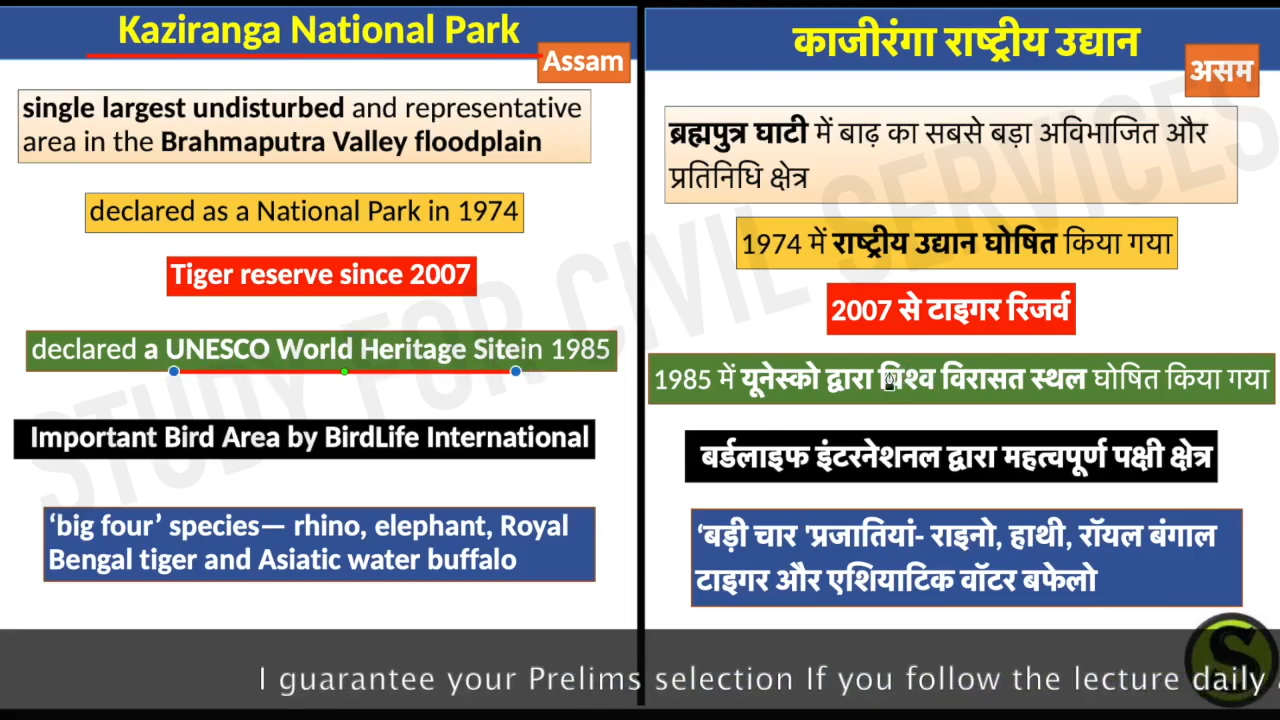 Kaziranga National Park
Assam
single largest undisturbed and representative
area in the Brahmaputra Valley floodplain
declared as a National Park in 1974
Tiger reserve since 2007
declared a UNESCO World Heritage Sitein 1985
Important Bird Area by BirdLife International
‘big four’ species— rhino, elephant, Royal
Bengal tiger and Asiatic water buffalo
काजीरंगा राष्ट्रीय उद्यान
असम
ब्रह्मपुत्र घाटी में बाढ़ का सबसे बड़ा अविभाजित और
प्रतिनिधि क्षेत्र
1974 में राष्ट्रीय उद्यान घोषित किया गया
2007 से टाइगर रिजर्व
1985 में यूनेस्को द्वारा विश्व विरासत स्थल घोषित किया गया
बर्डलाइफ इंटरनेशनल द्वारा महत्वपूर्ण पक्षी क्षेत्र
‘बड़ी चार 'प्रजातियां- राइनो, हाथी, रॉयल बंगाल
टाइगर और एशियाटिक वॉटर बफेलो
STUDY FOR CIVIL SERVICES
I guarantee your Prelims selection If you follow the lecture daily
S